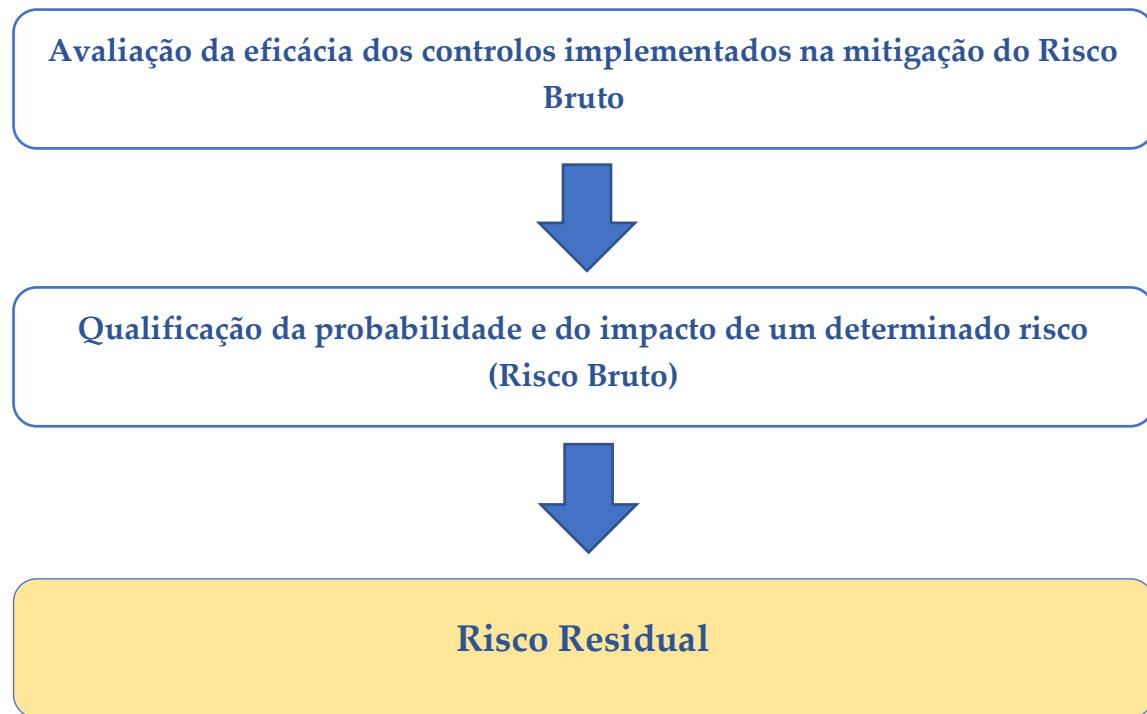 Avaliação da eficácia dos controlos implementados na mitigação do Risco
Bruto
Qualificação da probabilidade e do impacto de um determinado risco
(Risco Bruto)
Risco Residual